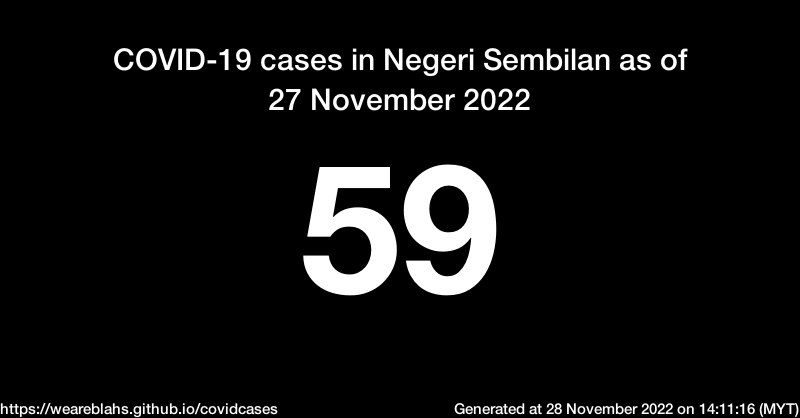 COVID-19 cases in Negeri Sembilan as of
27 November 2022
59
https://weareblahs.github.io/covidcases
Generated at 28 November 2022 on 14:11:16 (MYT)